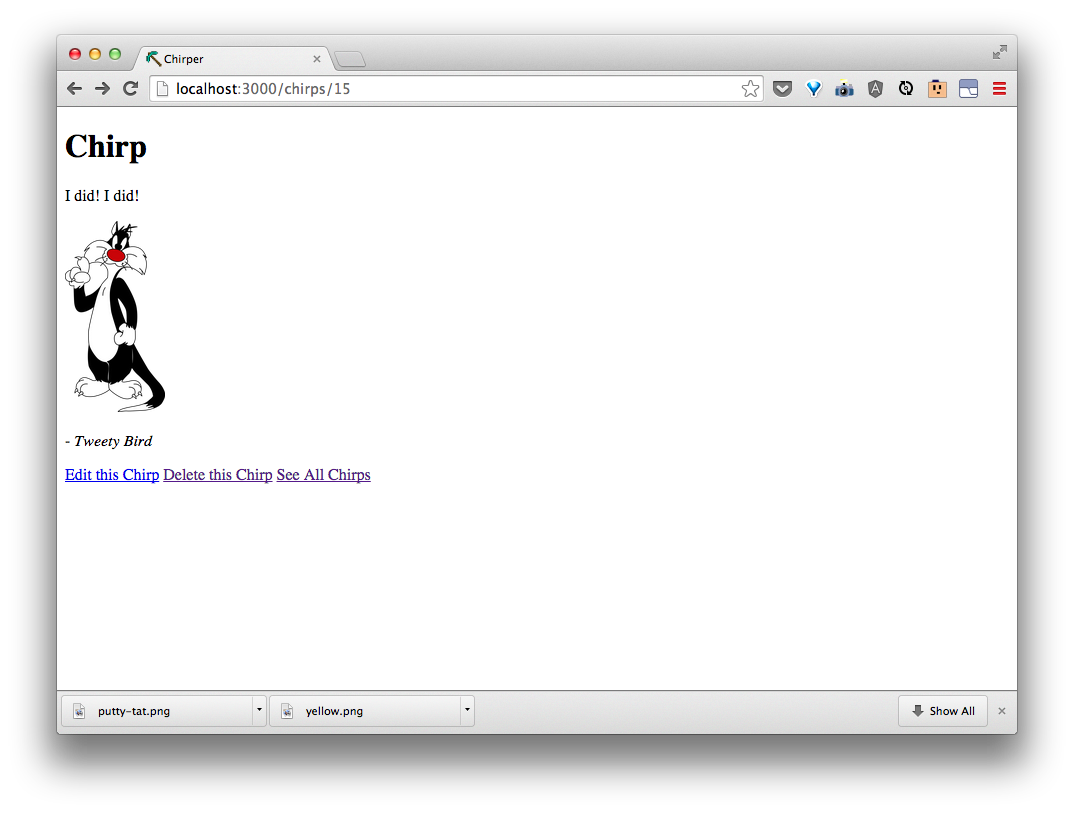 Chirper
localhost:3000/chirps/15
Chirp
I did! I did!
- Tweety Bird
Edit this Chirp Delete this Chirp See All Chirps
putty-tat.png yellow.png Show All